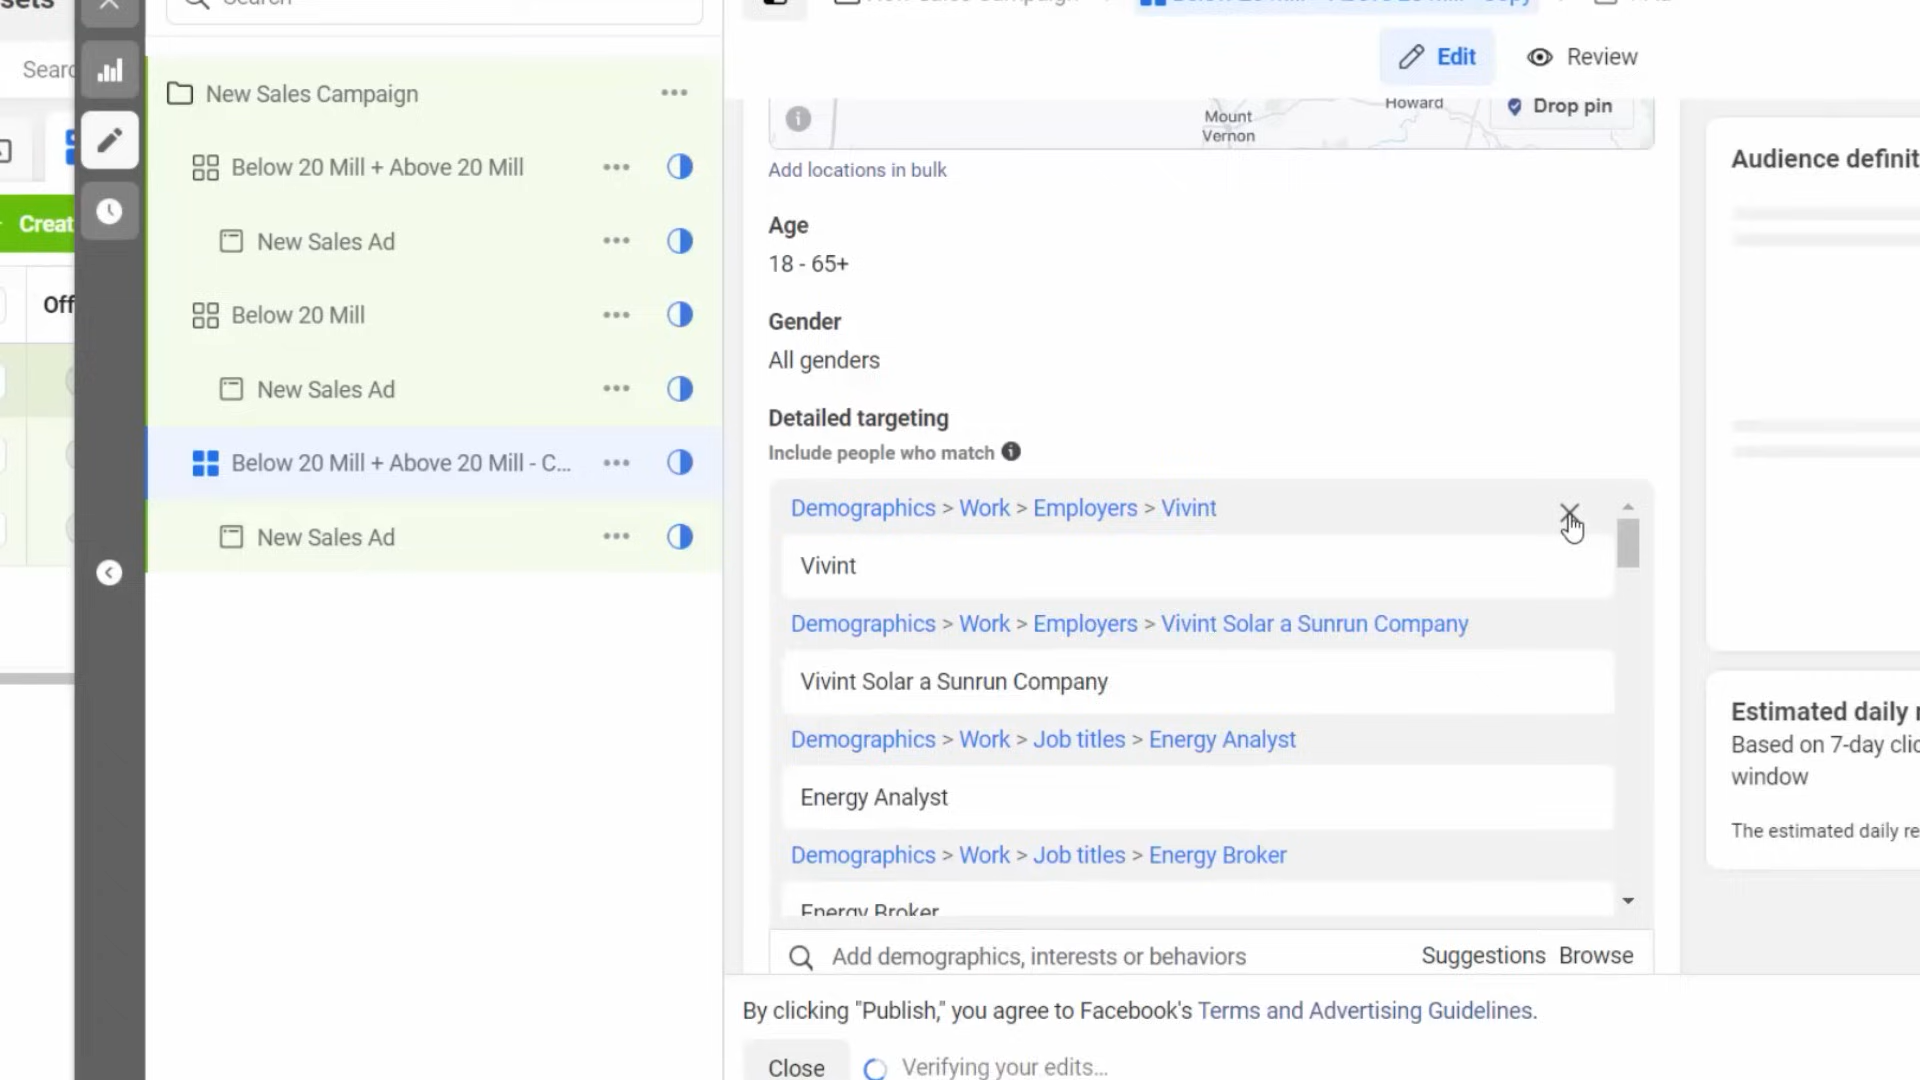 Searc
Creat
Off
New Sales Campaign
Below 20 Mill + Above 20 Mill
New Sales Ad
Below 20 Mill
New Sales Ad
Below 20 Mill + Above 20 Mill - C...
New Sales Ad
Edit
Review
Howard
Mount
Vernon
Drop pin
Add locations in bulk
Age
18 - 65+
Gender
All genders
Detailed targeting
Include people who match
Demographics > Work > Employers > Vivint
Vivint
Demographics > Work > Employers > Vivint Solar a Sunrun Company
Vivint Solar a Sunrun Company
Demographics > Work > Job titles > Energy Analyst
Energy Analyst
Demographics > Work > Job titles > Energy Broker
Energy Broker
Add demographics, interests or behaviors
Suggestions
Browse
By clicking "Publish," you agree to Facebook's Terms and Advertising Guidelines.
Close
Verifying your edits...
Audience definit
Estimated daily r
Based on 7-day clic
window
The estimated daily re